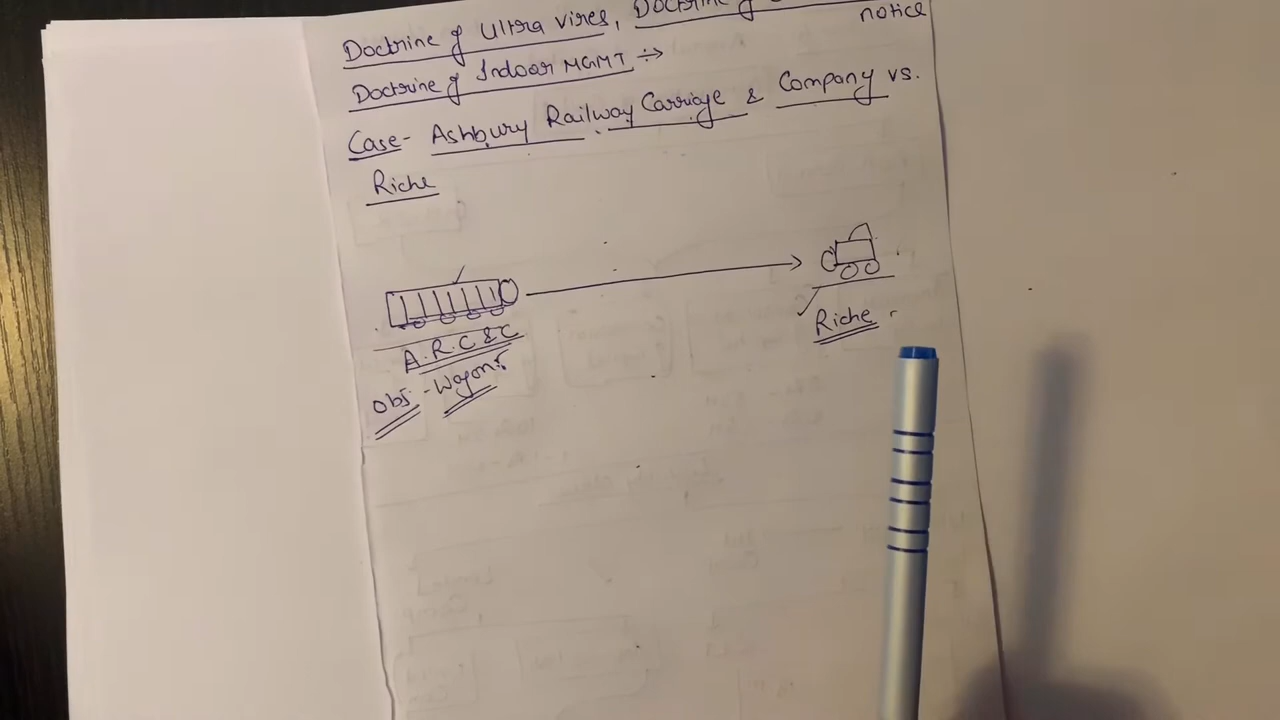 Doctrine of Ultra Vires, Doctrine of
notice
Doctrine of Indoor MGMT ÷>
Case- Ashbury Railway Carriage & Company vs.
Riche
A.R.C &C
Obj.-Wagons
Riche